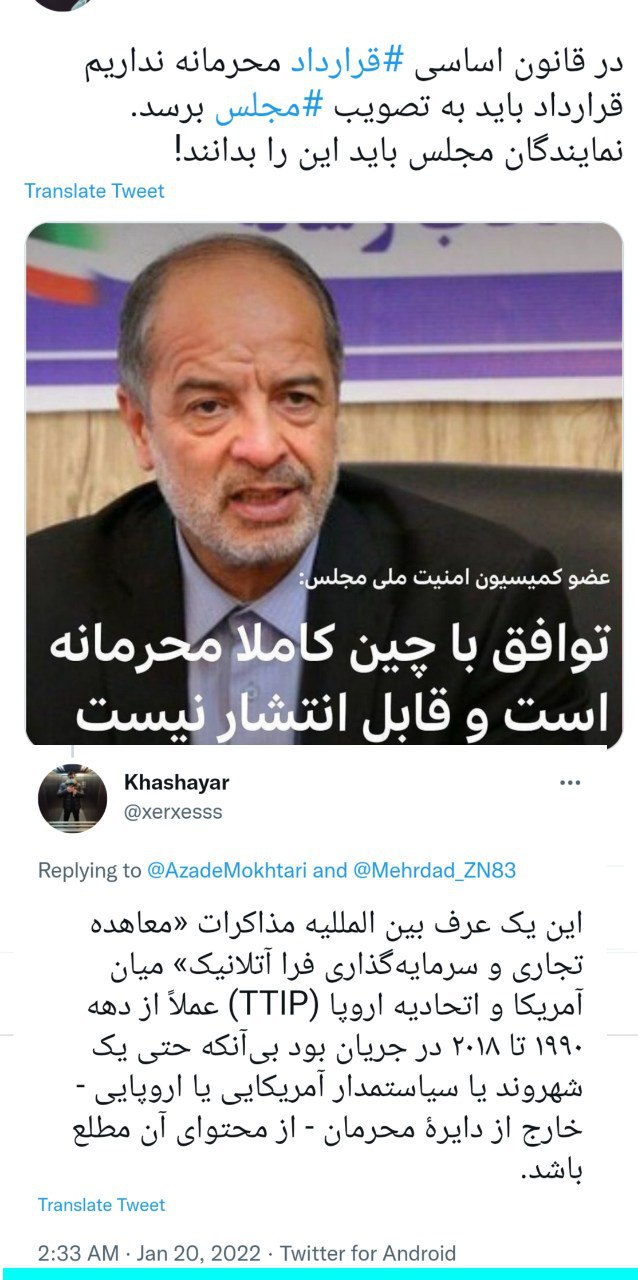 در قانون اساسی #قرارداد محرمانه نداریم
قرارداد باید به تصویب #مجلس برسد.
نمایندگان مجلس باید این را بدانند!
Translate Tweet
عضو کمیسیون امنیت ملی مجلس:
توافق با چین کاملا محرمانه
است و قابل انتشار نیست
Khashayar
@xerxesss
Replying to @AzadeMokhtari and @Mehrdad_ZN83
این یک عرف بین الملليه مذاکرات «معاهده
تجاری و سرمایه‌گذاری فرا آتلانیک» میان
آمریکا و اتحادیه اروپا (TTIP) عملاً از دهه
۱۹۹۰ تا ۲۰۱۸ در جریان بود بی‌آنکه حتی یک
شهروند یا سیاستمدار آمریکایی یا اروپایی -
خارج از دایرهٔ محرمان - از محتوای آن مطلع
باشد.
Translate Tweet
2:33 AM · Jan 20, 2022 · Twitter for Android